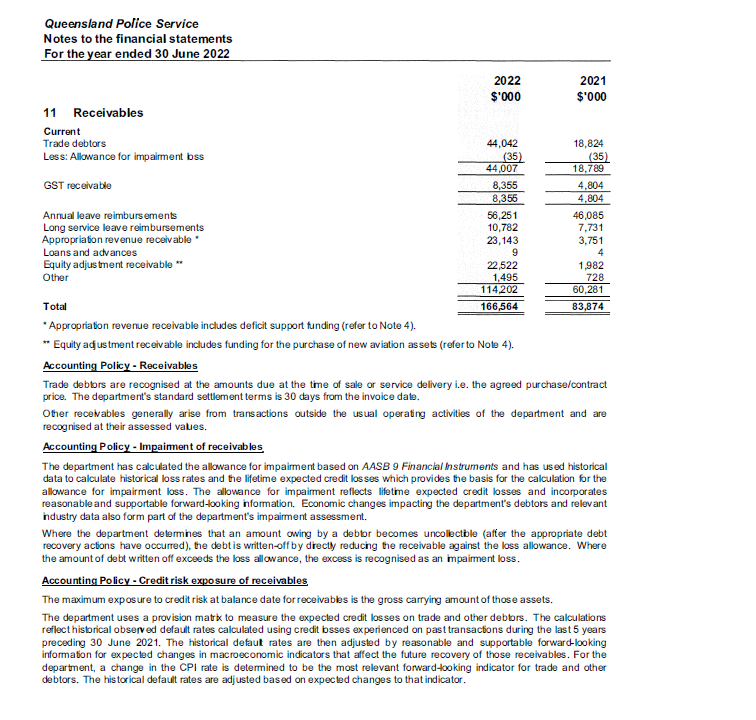 Queensland Police Service
Notes to the financial statements
For the year ended 30 June 2022
2022 2021
$'000 $'000
11 Receivables
Current
Trade debtors 44,042 18,824
Less: Allowance for impairment loss (35) (35)
44,007 18,789
GST receivable 8,355 4,804
8,355 4,804
Annual leave reimbursements 56,251 46,085
Long service leave reimbursements 10,782 7,731
Appropriation revenue receivable * 23,143 3,751
Loans and advances 9 4
Equity adjustment receivable ** 22,522 1,982
Other 1,495 728
114,202 60,281
Total 166,564 83,874
* Appropriation revenue receivable includes deficit support funding (refer to Note 4).
** Equity adjustment receivable includes funding for the purchase of new aviation assets (refer to Note 4).
Accounting Policy - Receivables
Trade debtors are recognised at the amounts due at the time of sale or service delivery i.e. the agreed purchase/contract
price. The department's standard settlement terms is 30 days from the invoice date.
Other receivables generally arise from transactions outside the usual operating activities of the department and are
recognised at their assessed values.
Accounting Policy - Impairment of receivables
The department has calculated the allowance for impairment based on AASB 9 Financial Instruments and has used historical
data to calculate historical loss rates and the lifetime expected credit losses which provides the basis for the calculation for the
allowance for impairment loss. The allowance for impairment reflects lifetime expected credit losses and incorporates
reasonable and supportable forward-looking information. Economic changes impacting the department's debtors and relevant
industry data also form part of the department's impairment assessment.
Where the department determines that an amount owing by a debtor becomes uncollectible (after the appropriate debt
recovery actions have occurred), the debt is written-off by directly reducing the receivable against the loss allowance. Where
the amount of debt written off exceeds the loss allowance, the excess is recognised as an impairment loss.
Accounting Policy - Credit risk exposure of receivables
The maximum exposure to credit risk at balance date for receivables is the gross carrying amount of those assets.
The department uses a provision matrix to measure the expected credit losses on trade and other debtors. The calculations
reflect historical observed default rates calculated using credit losses experienced on past transactions during the last 5 years
preceding 30 June 2021. The historical default rates are then adjusted by reasonable and supportable forward-looking
information for expected changes in macroeconomic indicators that affect the future recovery of those receivables. For the
department, a change in the CPI rate is determined to be the most relevant forward-looking indicator for trade and other
debtors. The historical default rates are adjusted based on expected changes to that indicator.